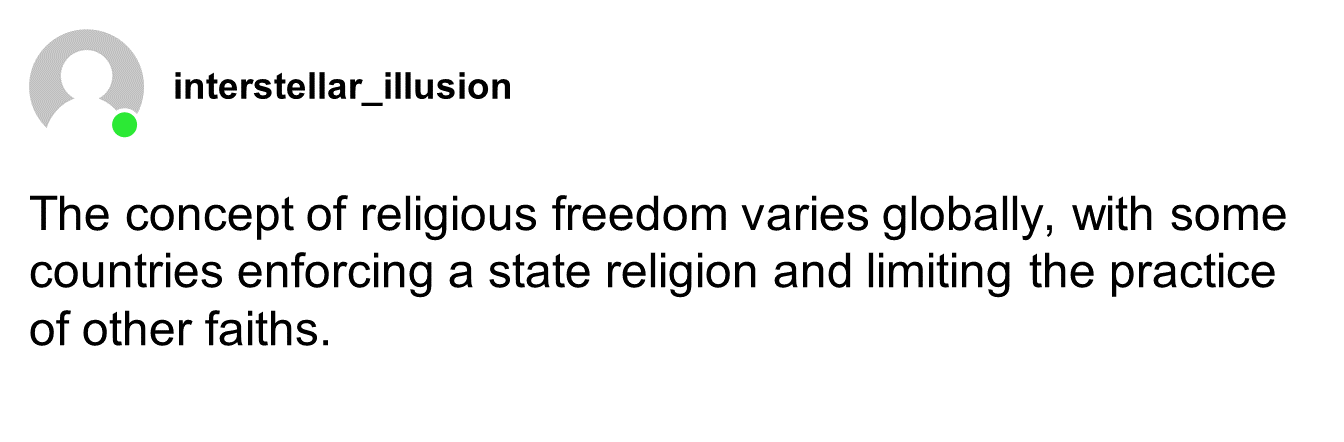 interstellar_illusion
The concept of religious freedom varies globally, with some
countries enforcing a state religion and limiting the practice
of other faiths.